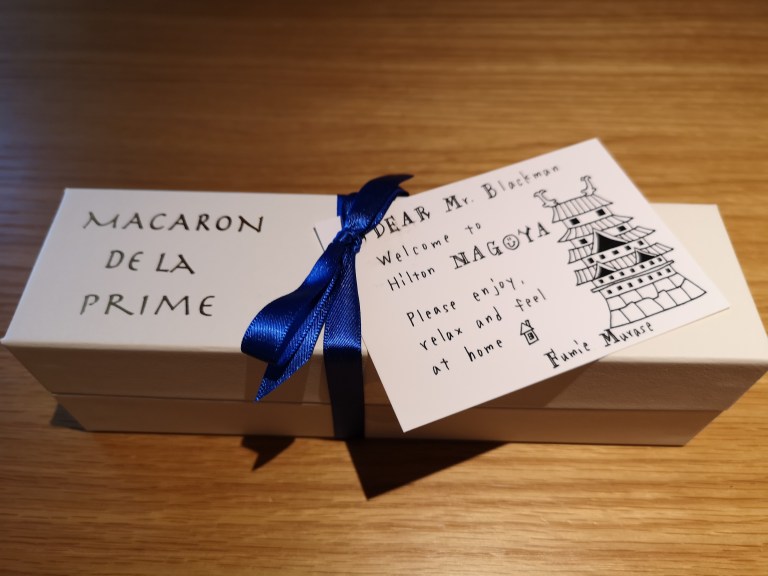 MACARON
DE LA
PRIME
DEAR Mr. Blackman
Welcome to
Hilton NAGOYA
Please enjoy,
relax and feel
at home
Fumie Murase